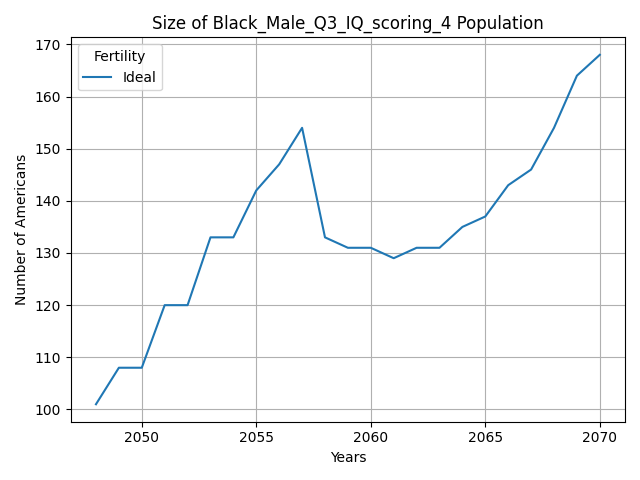 Size of Black_Male_Q3_IQ_scoring_4 Population
Fertility
Ideal
Number of Americans
170
160
150
140
130
120
110
100
2050 2055 2060 2065 2070
Years